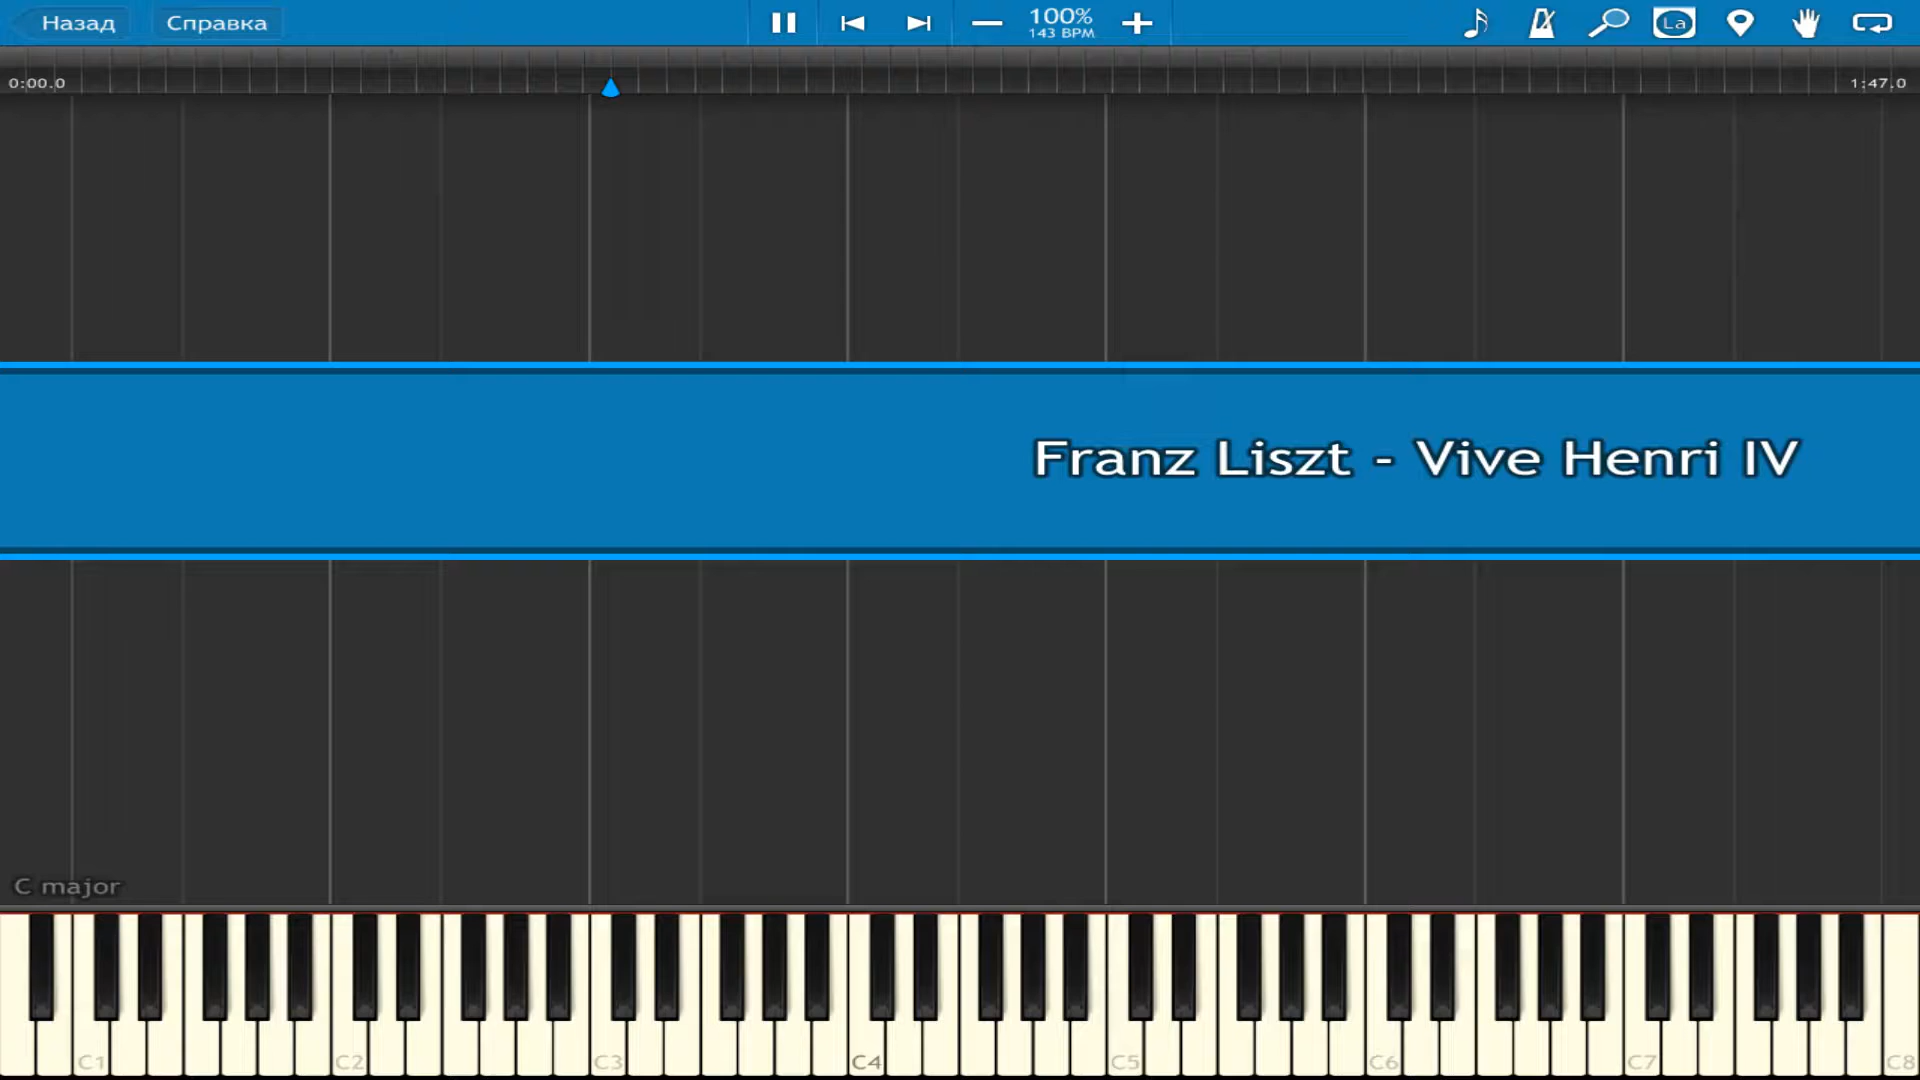 Назад
Справка
100%
143 BPM
La
0:00.0
1:47.0
Franz Liszt - Vive Henri IV
C major
C1
C2
C3
C4
C5
C6
C7
C8